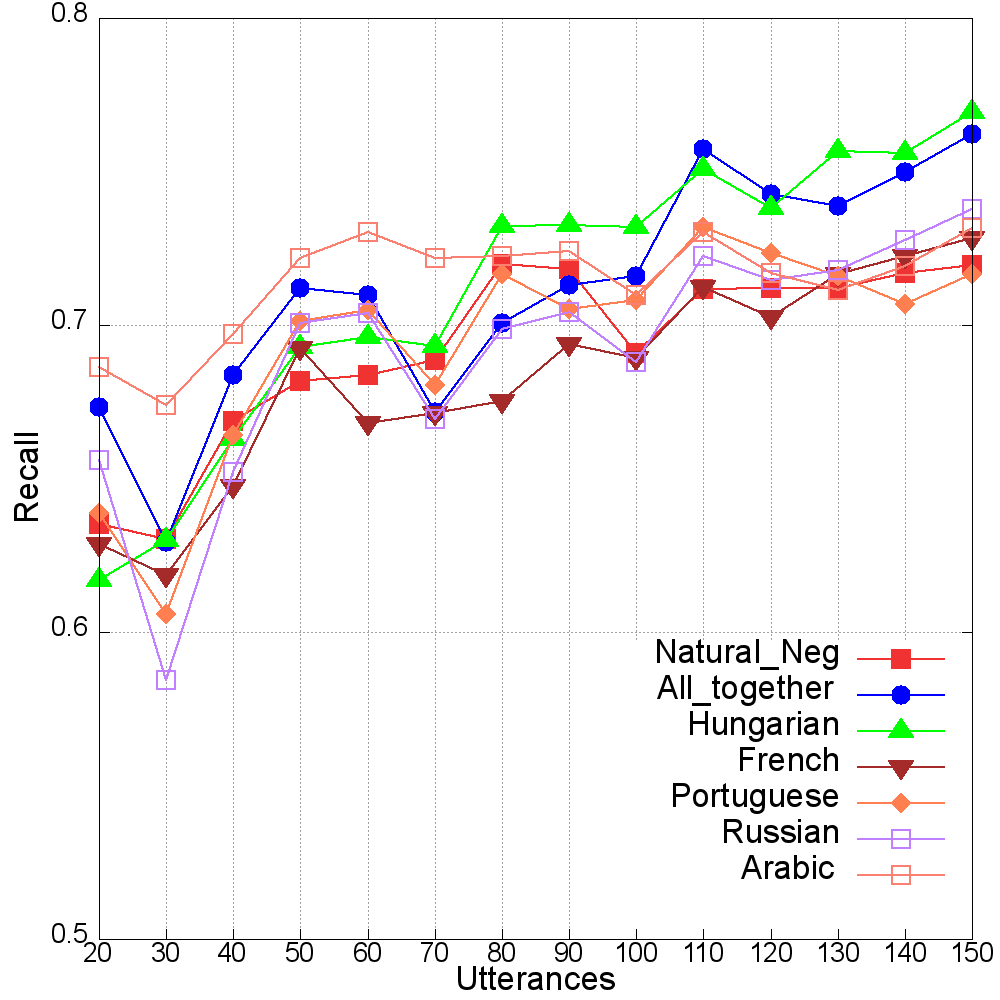 0.8
0.7
0.6
0.5
Recall
Natural_Neg
All_together
Hungarian
French
Portuguese
Russian
Arabic
20 30 40 50 60 70 80 90 100 110 120 130 140 150
Utterances